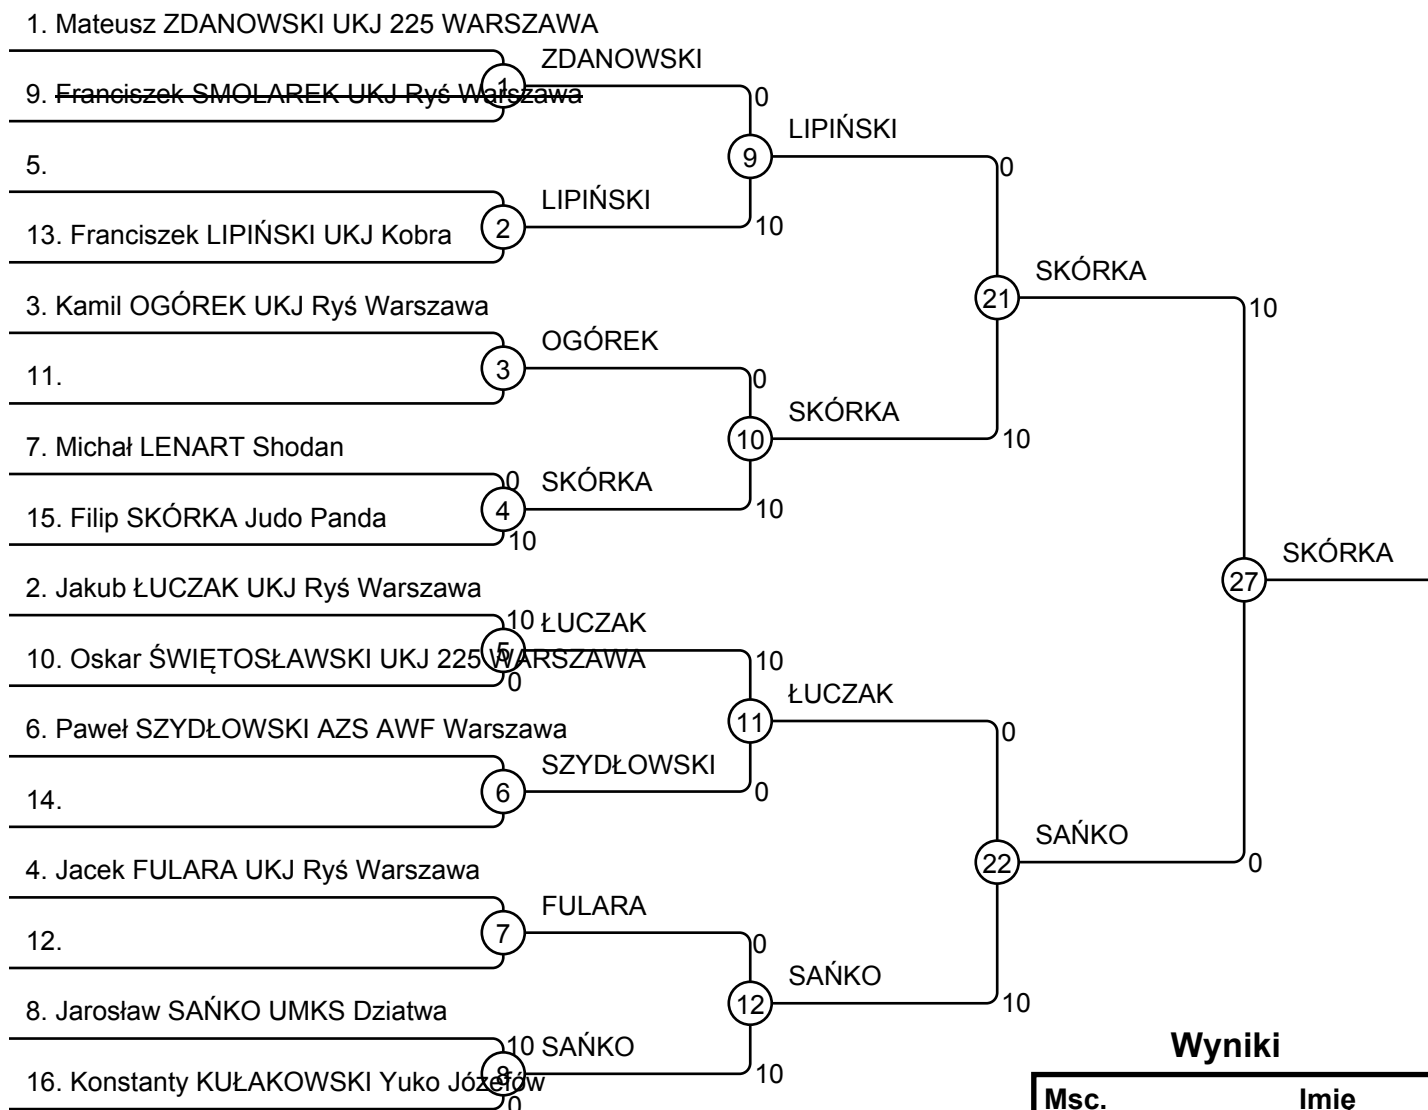 1. Mateusz ZDANOWSKI UKJ 225 WARSZAWA
ZDANOWSKI
1
9. Franciszek SMOLAREK UKJ Ryś Warszawa
0
LIPIŃSKI
9
5.
0
LIPIŃSKI
2
10
13. Franciszek LIPIŃSKI UKJ Kobra
SKÓRKA
21
3. Kamil OGÓREK UKJ Ryś Warszawa
10
OGÓREK
3
11.
0
SKÓRKA
10
10
7. Michał LENART Shodan
0
SKÓRKA
4
10
15. Filip SKÓRKA Judo Panda
10
SKÓRKA
27
2. Jakub ŁUCZAK UKJ Ryś Warszawa
10
ŁUCZAK
5
10. Oskar ŚWIĘTOSŁAWSKI UKJ 225 WARSZAWA
0
10
ŁUCZAK
11
6. Paweł SZYDŁOWSKI AZS AWF Warszawa
0
SZYDŁOWSKI
6
0
14.
SAŃKO
22
0
4. Jacek FULARA UKJ Ryś Warszawa
FULARA
7
12.
0
SAŃKO
12
10
8. Jarosław SAŃKO UMKS Dziatwa
10
SAŃKO
8
10
16. Konstanty KUŁAKOWSKI Yuko Józefów
0
Wyniki
Msc. Imie